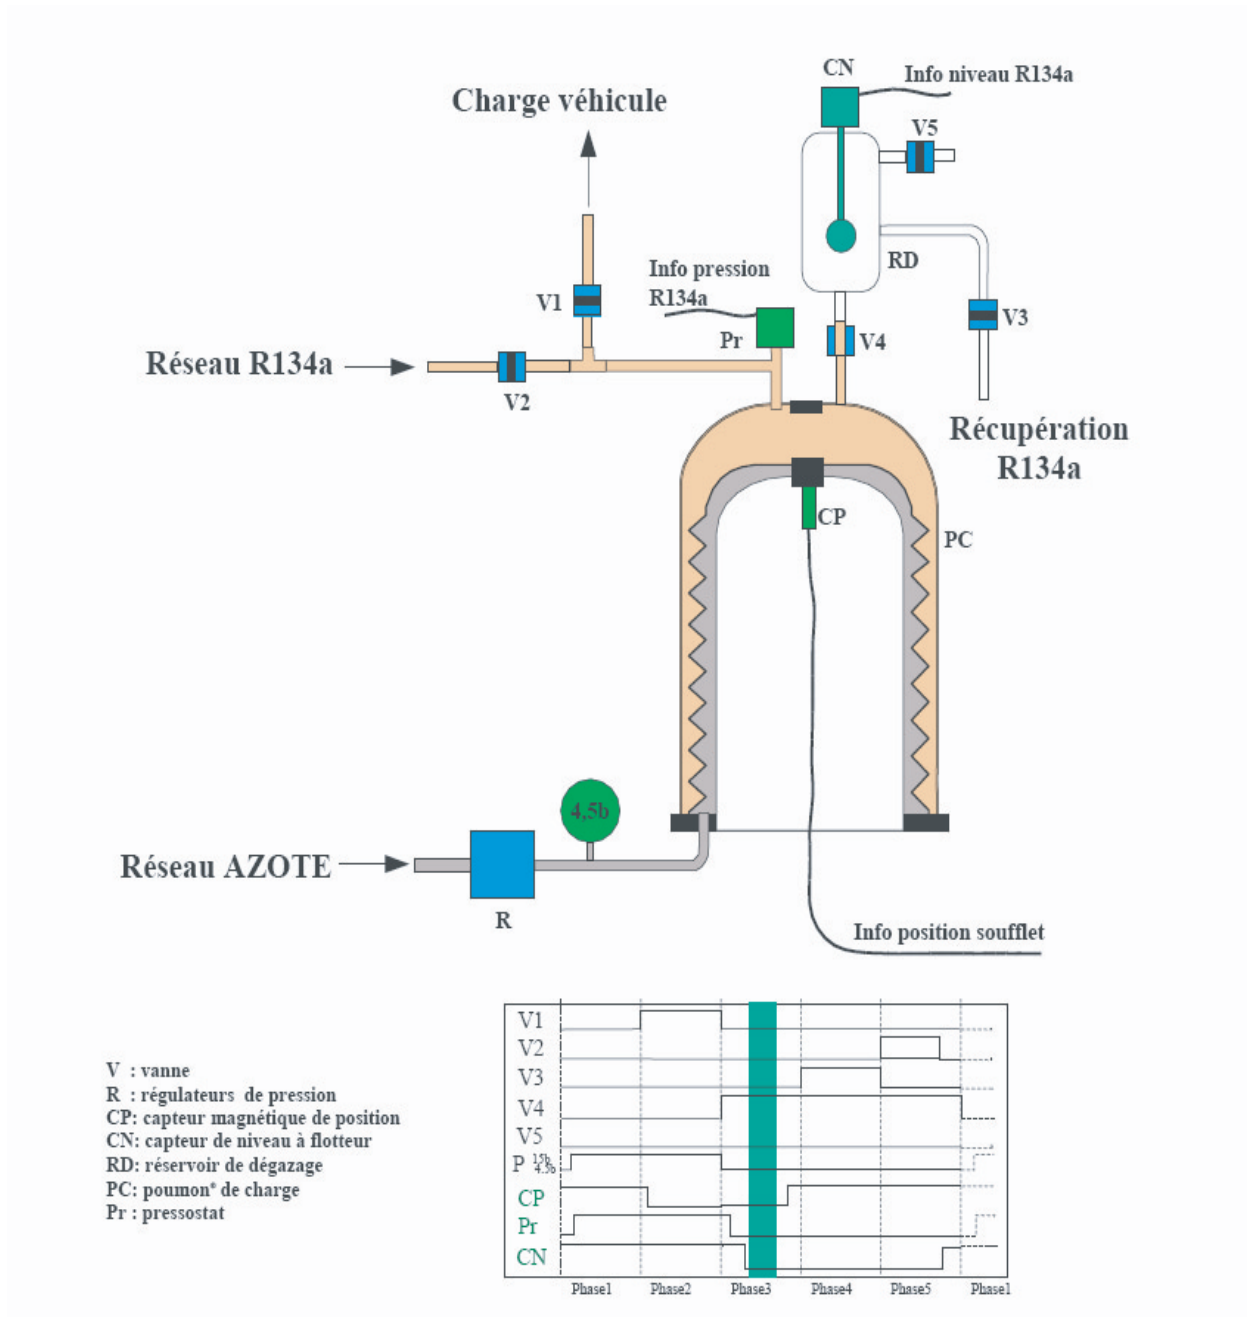 CN
Info niveau R134a
Charge véhicule
V5
Info pression
R134a
RD
V1
Pr
V4
V3
Réseau R134a
V2
Récupération
R134a
CP
PC
4,5b
Réseau AZOTE
R
Info position soufflet
V : vanne
R : régulateurs de pression
CP: capteur magnétique de position
CN: capteur de niveau à flotteur
RD: réservoir de dégazage
PC: poumon* de charge
Pr : pressostat
V1
V2
V3
V4
V5
P 15b
4.5b
CP
Pr
CN
Phase1 Phase2 Phase3 Phase4 Phase5 Phase1